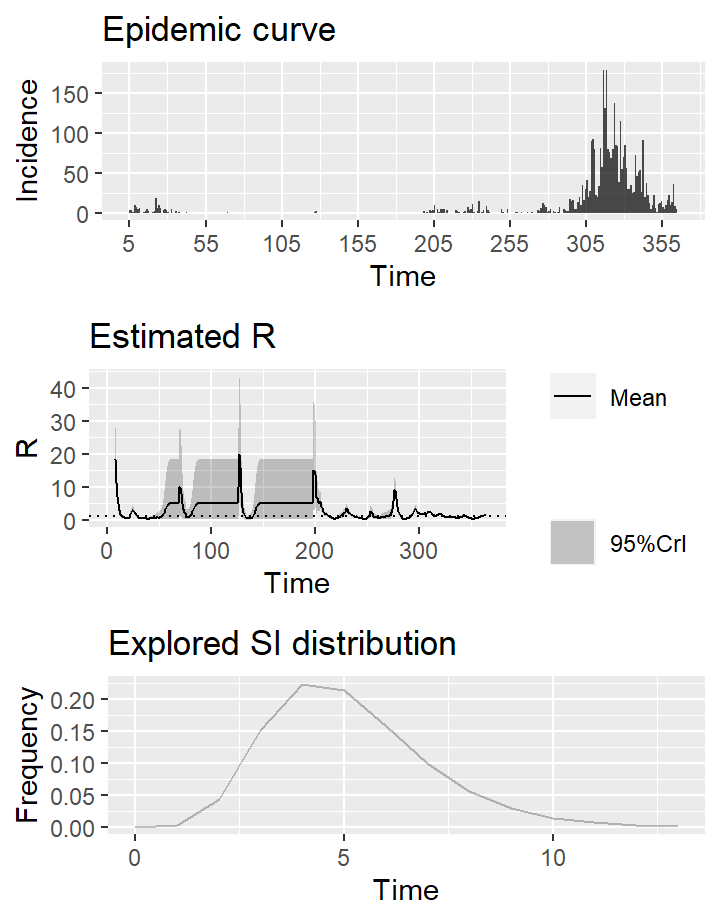 Epidemic curve
Incidence
150
100
50
0
5 55 105 155 205 255 305 355
Time
Estimated R
R
40
30
20
10
0
0 100 200 300
Time
Mean
95%CrI
Explored SI distribution
Frequency
0.20
0.15
0.10
0.05
0.00
0 5 10
Time